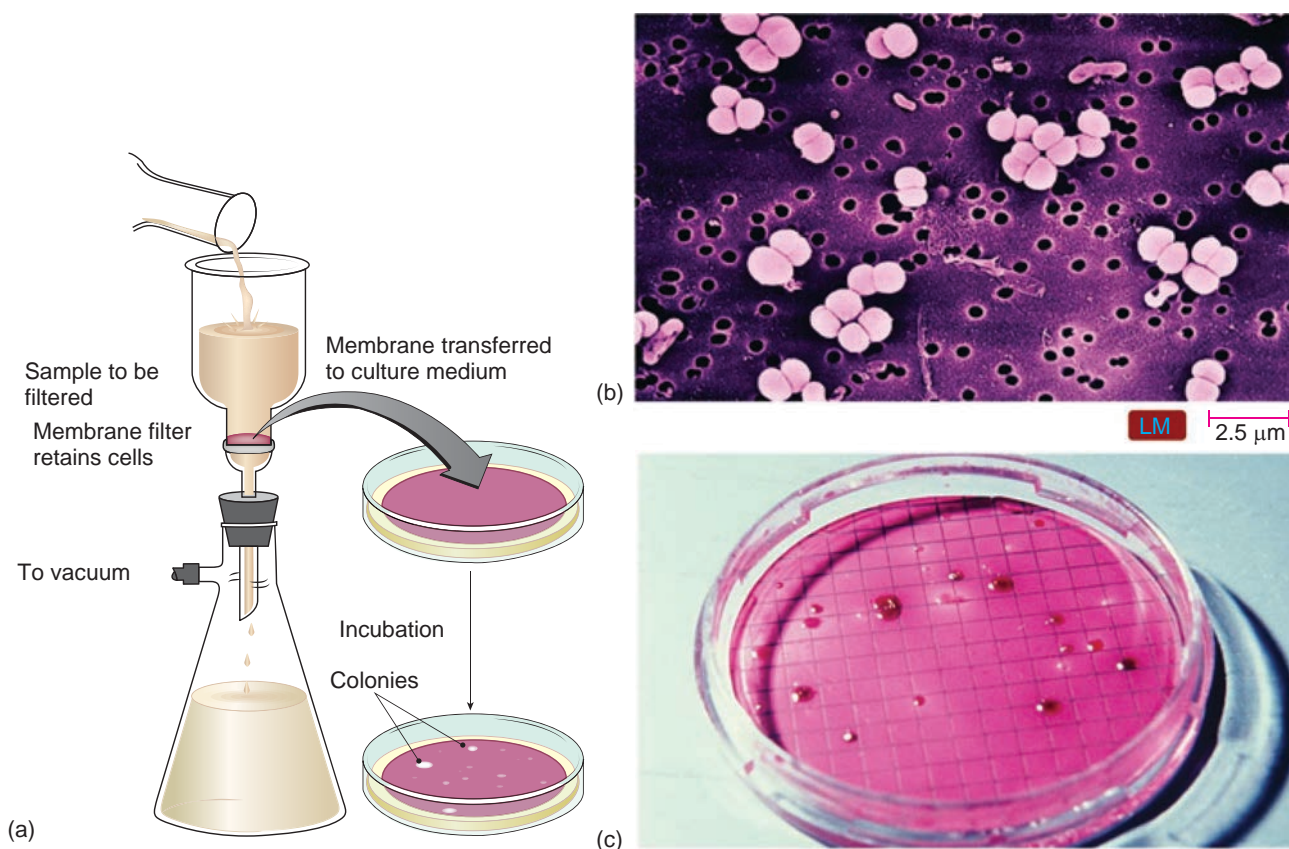 Sample to be
filtered
Membrane filter
retains cells
To vacuum
Membrane transferred
to culture medium
Incubation
Colonies
(a)
(b)
LM
2.5 μm
(c)